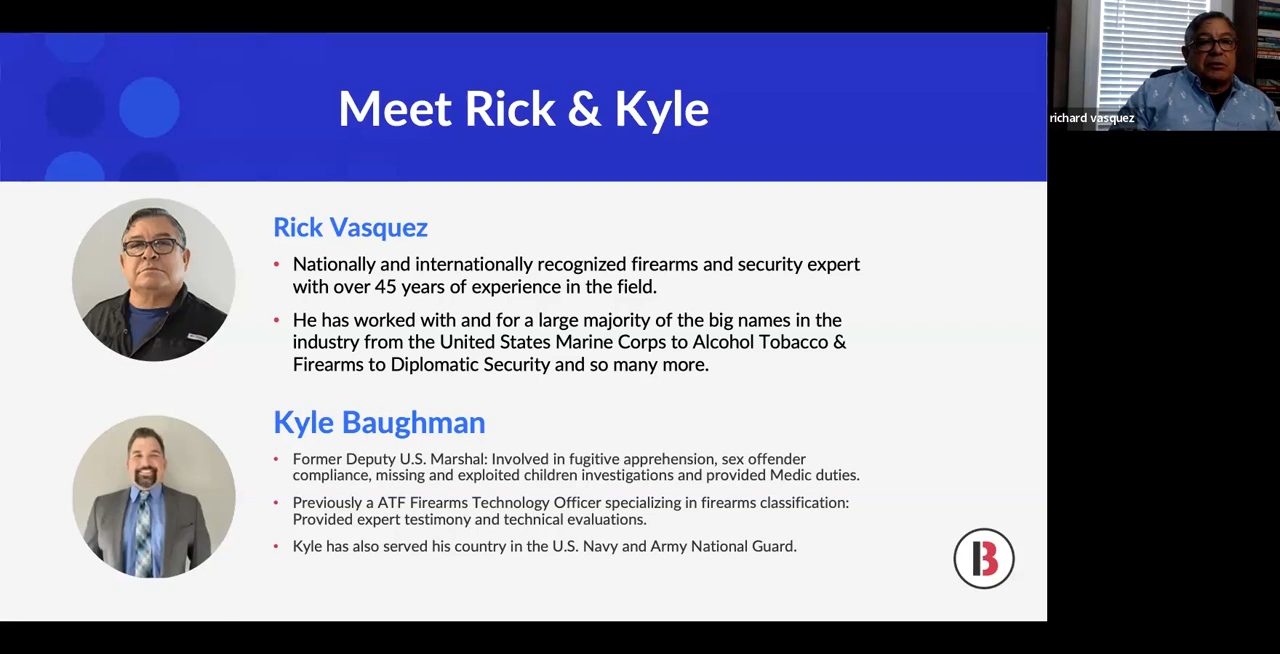 Meet Rick & Kyle
richard vasquez
Rick Vasquez
• Nationally and internationally recognized firearms and security expert
with over 45 years of experience in the field.
• He has worked with and for a large majority of the big names in the
industry from the United States Marine Corps to Alcohol Tobacco &
Firearms to Diplomatic Security and so many more.
Kyle Baughman
• Former Deputy U.S. Marshal: Involved in fugitive apprehension, sex offender
compliance, missing and exploited children investigations and provided Medic duties.
• Previously a ATF Firearms Technology Officer specializing in firearms classification:
Provided expert testimony and technical evaluations.
• Kyle has also served his country in the U.S. Navy and Army National Guard.
B